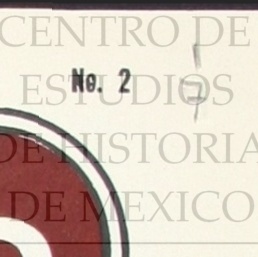 CENTRO DE
No. 2
ESTUDIOS
DE HISTORIA
DE MEXICO